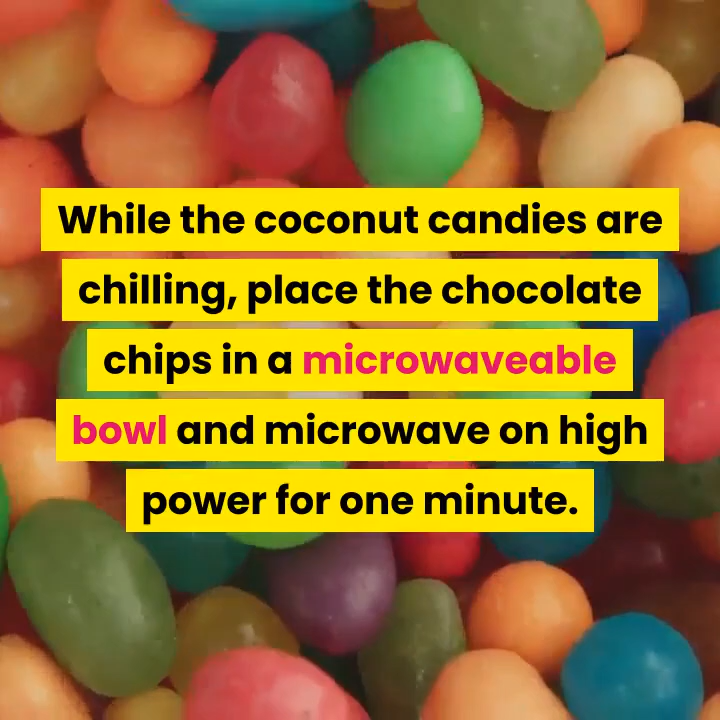 While the coconut candies are
chilling, place the chocolate
chips in a microwaveable
bowl and microwave on high
power for one minute.